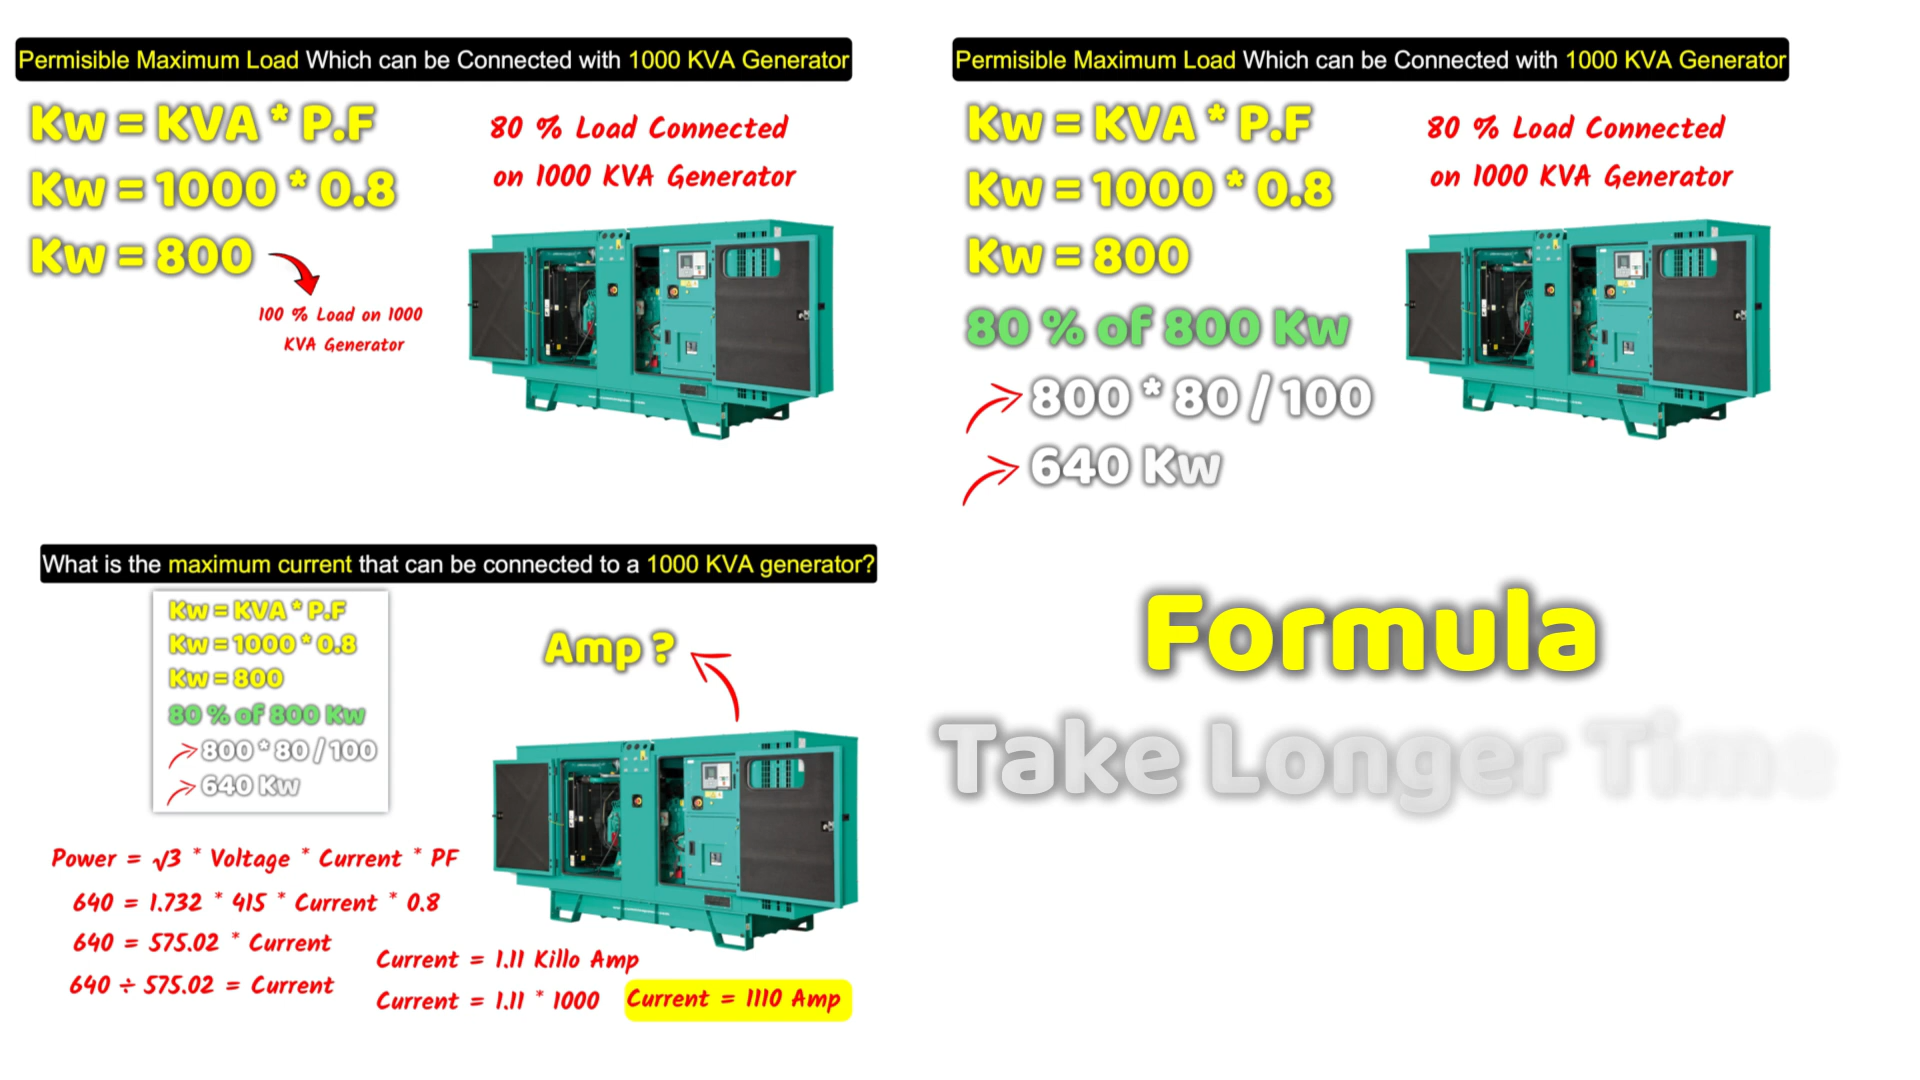 Permisible Maximum Load Which can be Connected with 1000 KVA Generator
Kw = KVA * P.F
Kw = 1000 * 0.8
Kw = 800
80 % Load Connected
on 1000 KVA Generator
100 % Load on 1000
KVA Generator
Permisible Maximum Load Which can be Connected with 1000 KVA Generator
Kw = KVA * P.F
Kw = 1000 * 0.8
Kw = 800
80 % of 800 Kw
800 * 80 / 100
640 Kw
80 % Load Connected
on 1000 KVA Generator
What is the maximum current that can be connected to a 1000 KVA generator?
Kw = KVA * P.F
Kw = 1000 * 0.8
Kw = 800
80 % of 800 Kw
800 * 80 / 100
640 Kw
Amp ?
Power = √3 * Voltage * Current * PF
640 = 1.732 * 415 * Current * 0.8
640 = 575.02 * Current
640 ÷ 575.02 = Current
Current = 1.11 Killo Amp
Current = 1.11 * 1000
Current = 1110 Amp
Formula
Take Longer Time